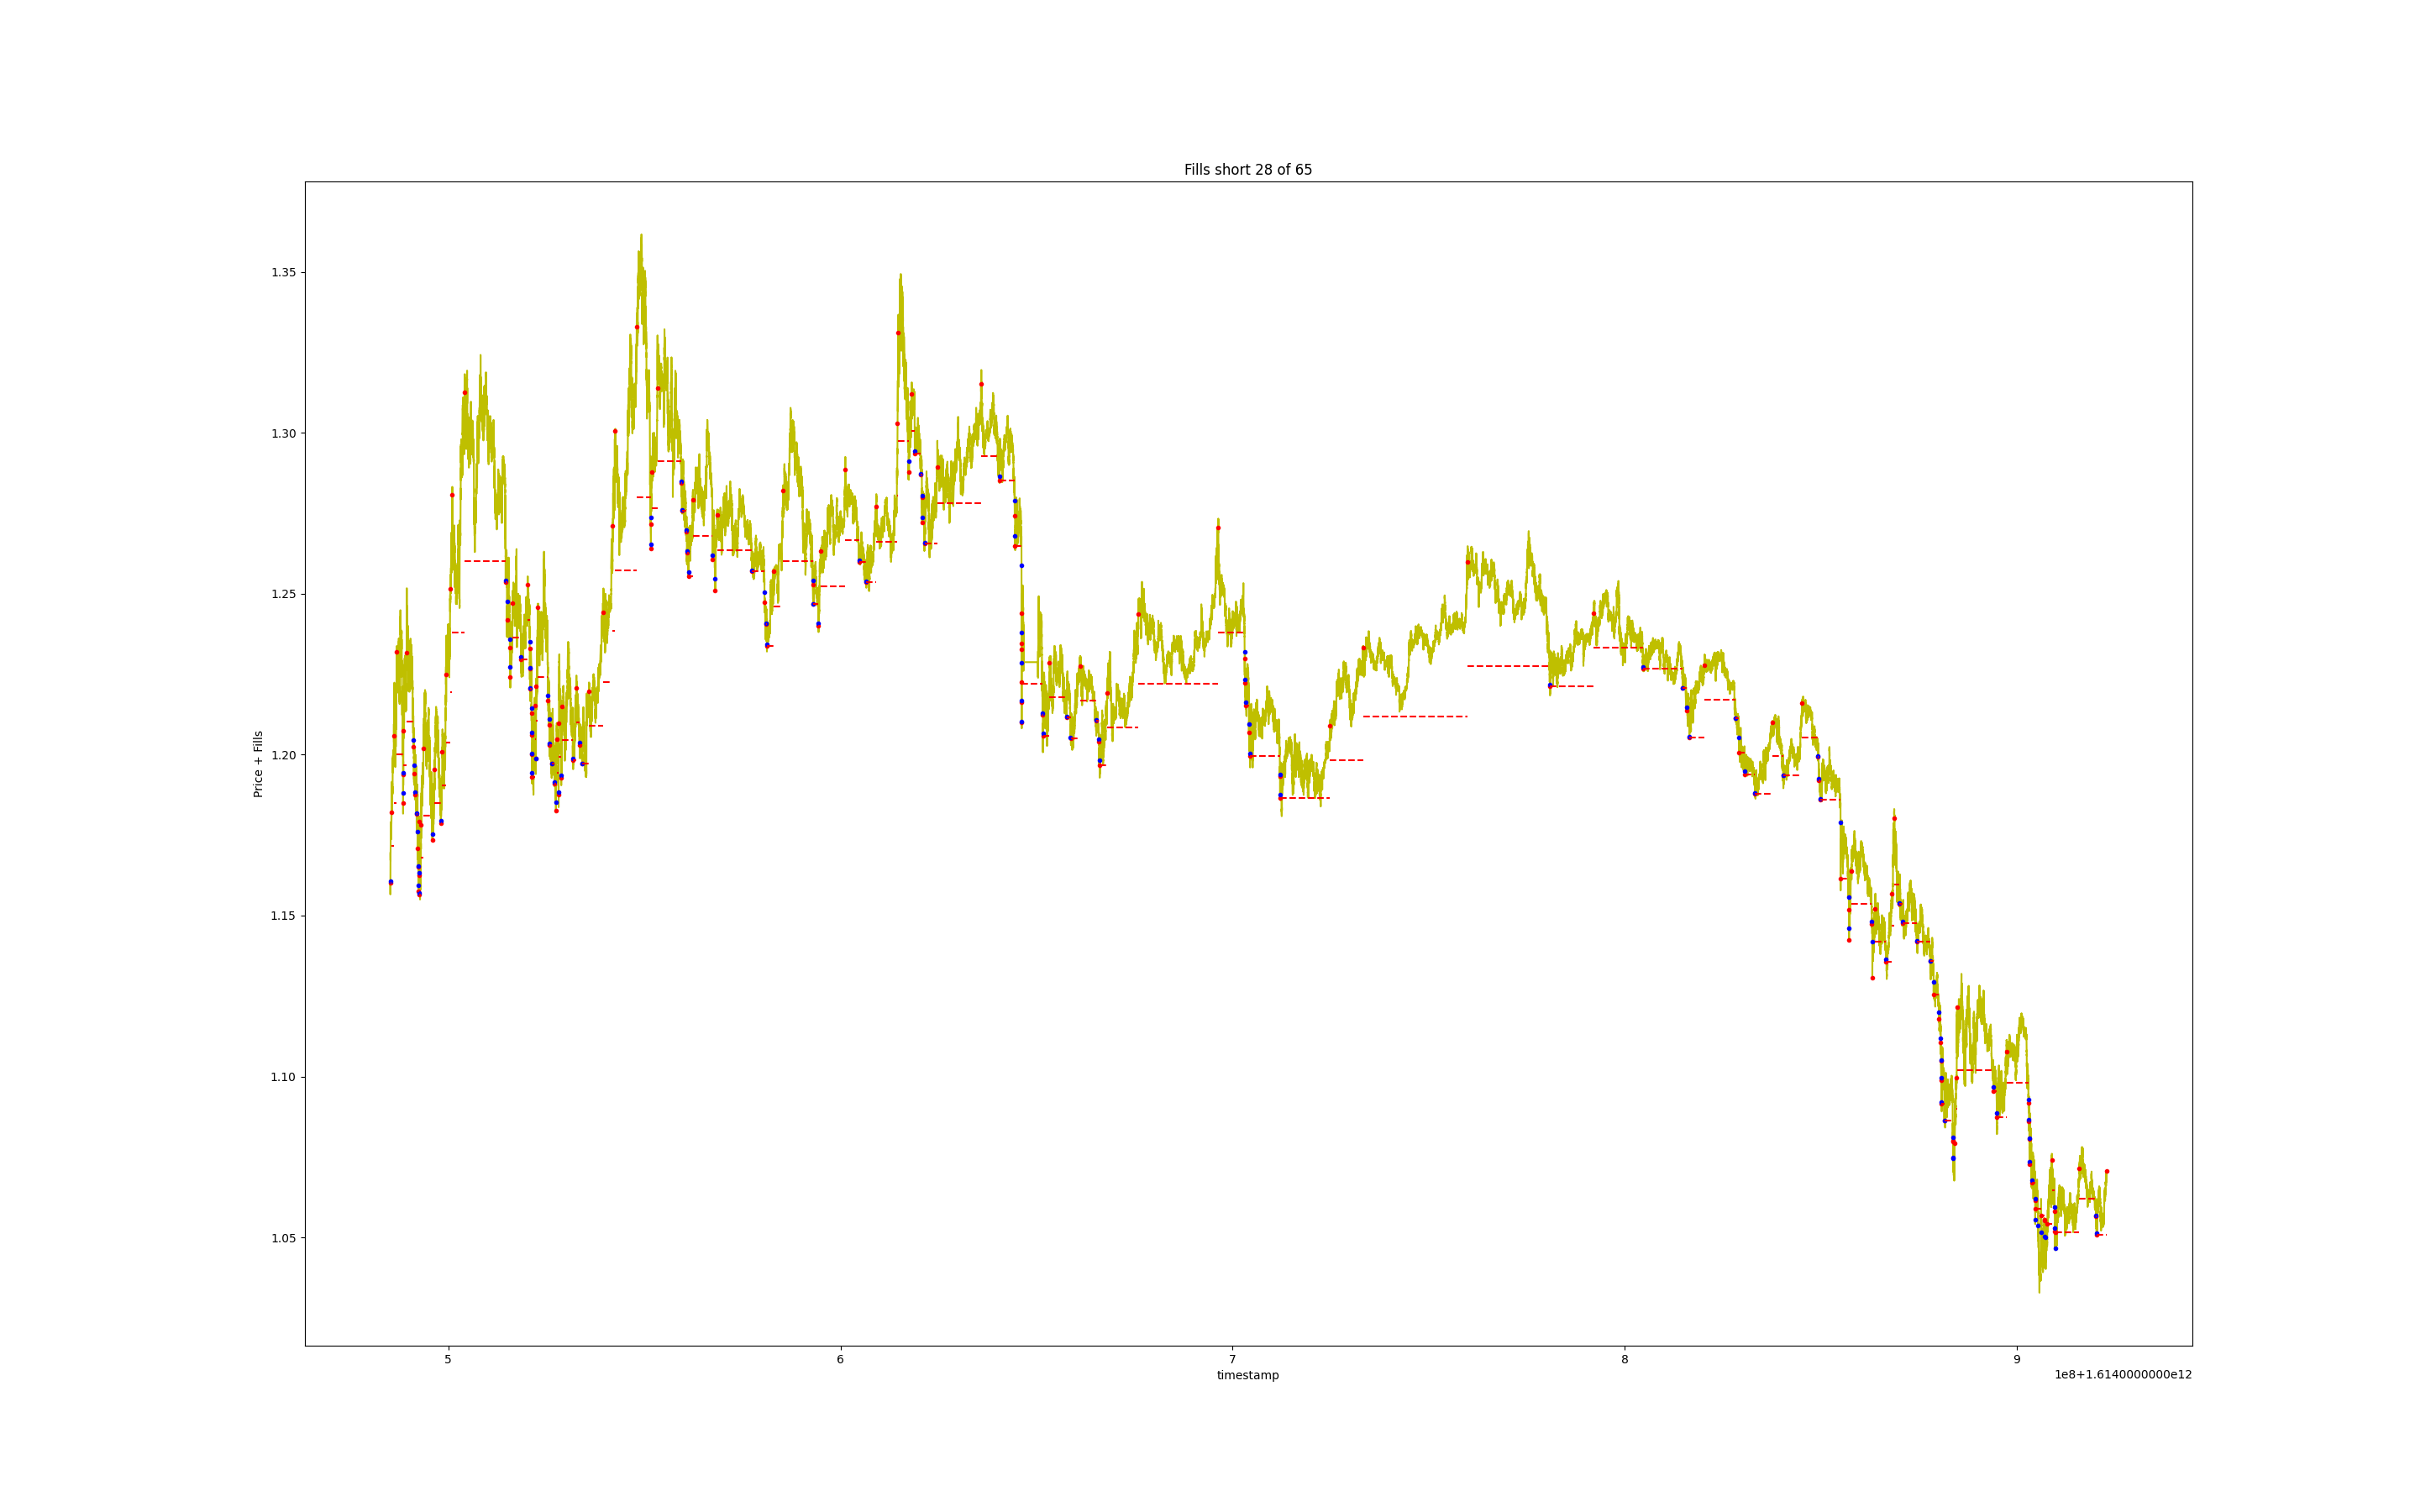 Fills short 28 of 65
1.35
1.30
1.25
1.20
1.15
1.10
1.05
Price + Fills
5 6 7 8 9
timestamp
1e8+1.6140000000e12